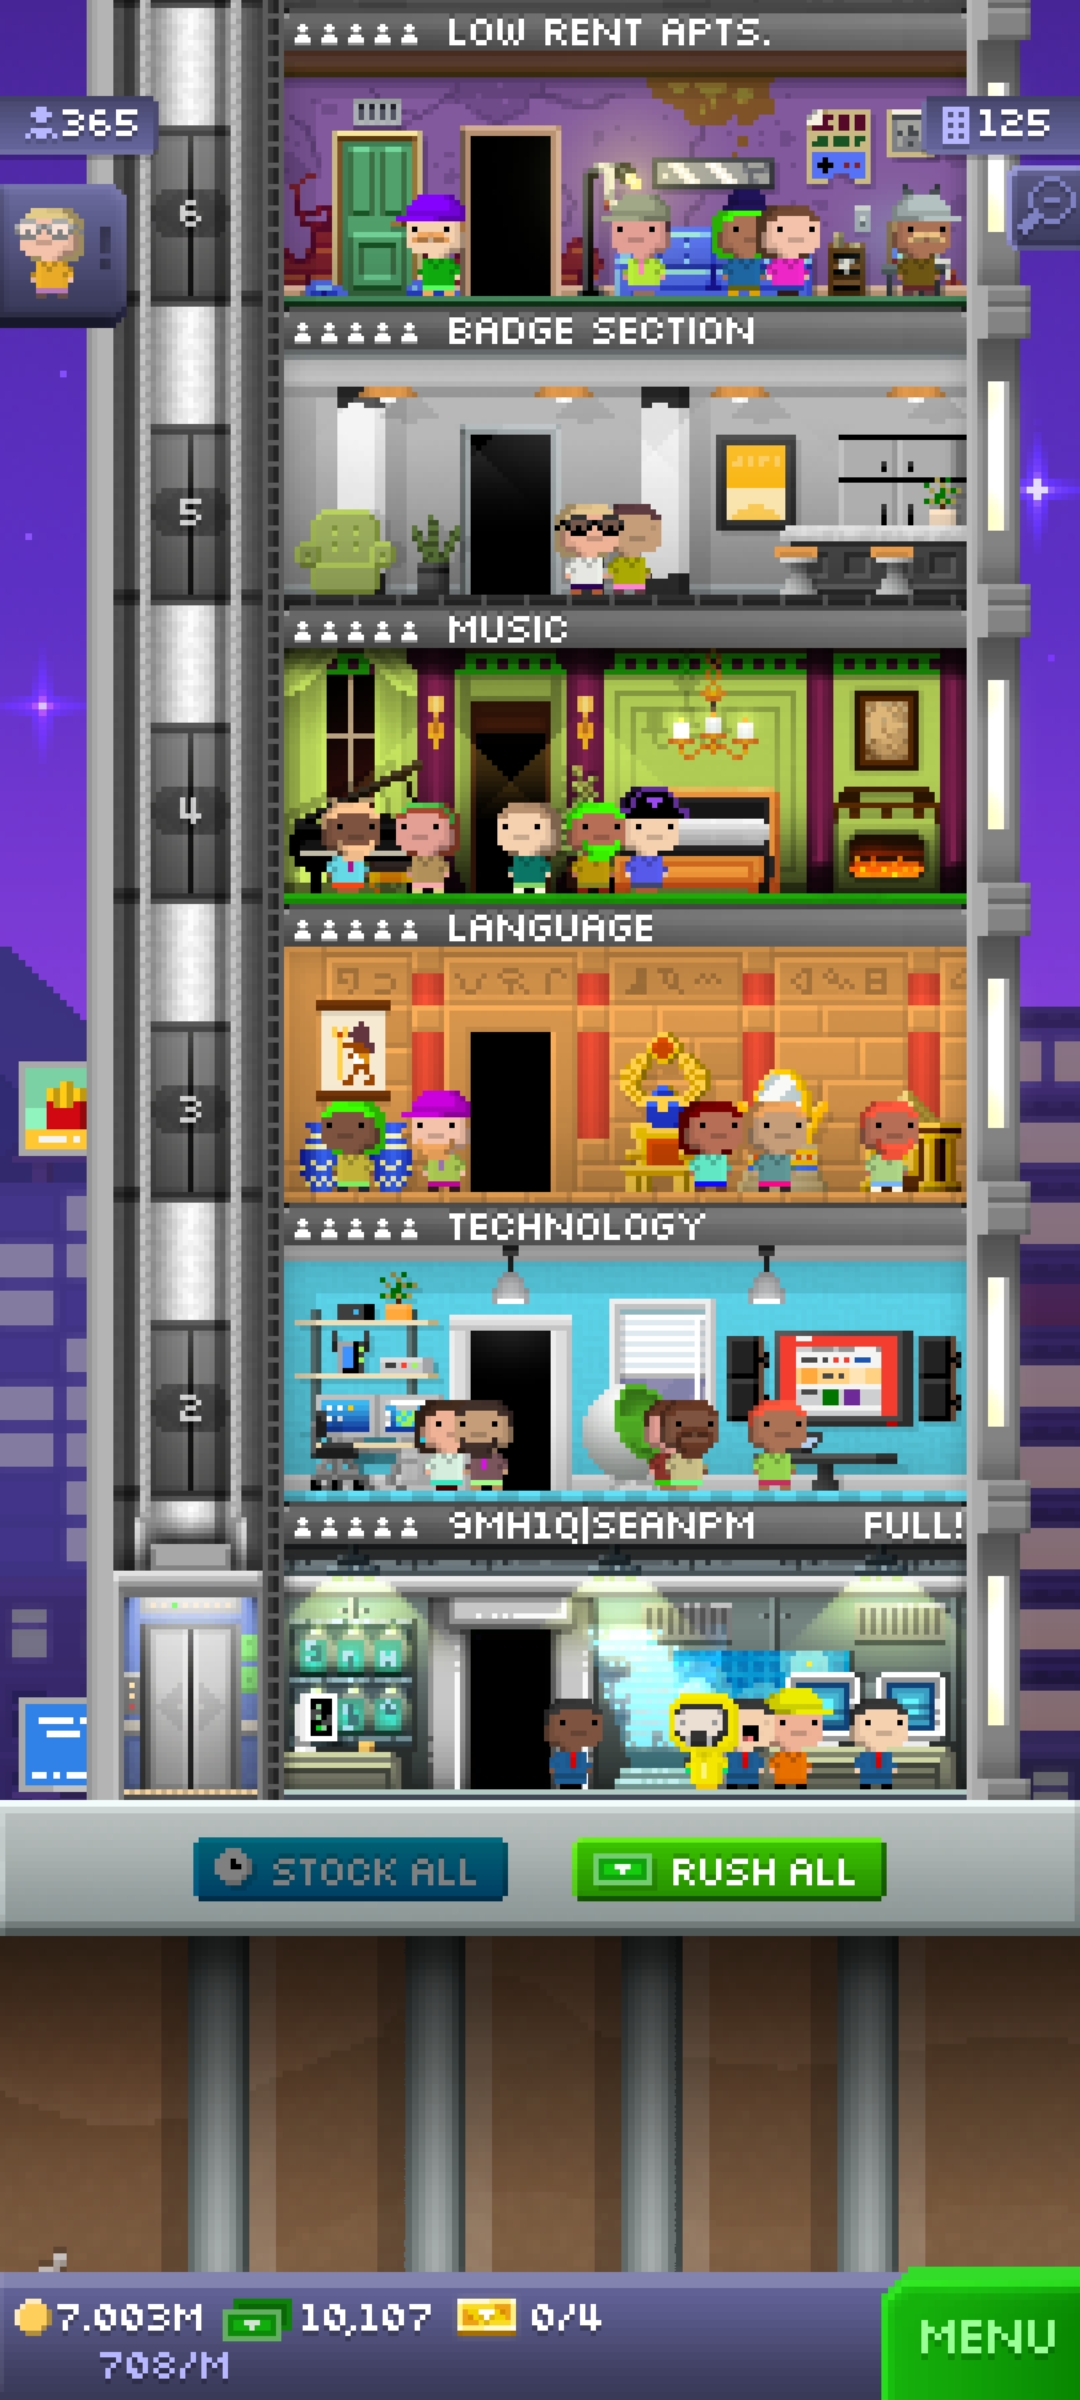 LOW RENT APTS.
365
125
6
BADGE SECTION
5
MUSIC
4
LANGUAGE
3
TECHNOLOGY
2
9MH1Q|SEANPM FULL!
STOCK ALL
RUSH ALL
7.003M 10,107 0/4
708/M
MENU